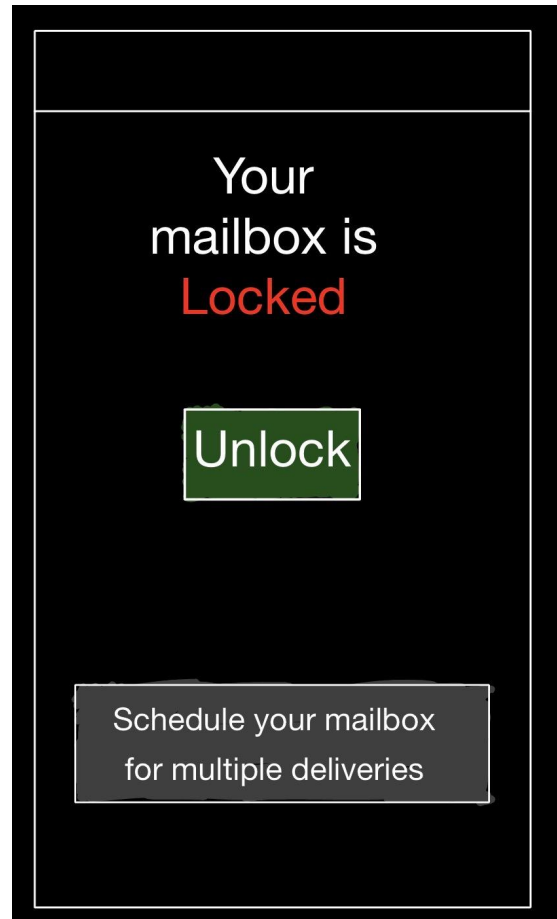 Your
mailbox is
Locked
Unlock
Schedule your mailbox
for multiple deliveries